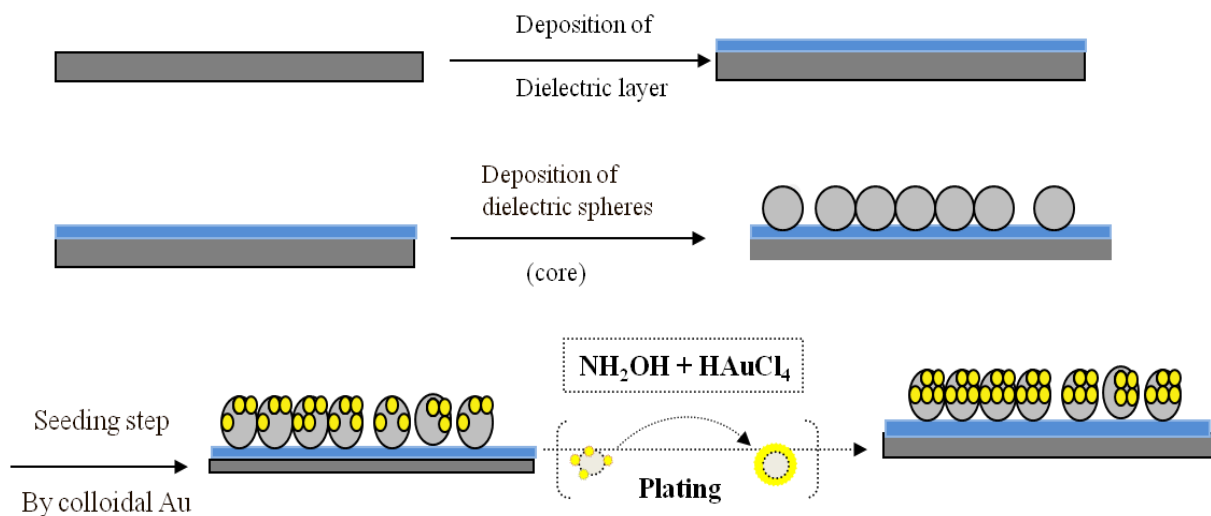 Deposition of
Dielectric layer
Deposition of
dielectric spheres
(core)
Seeding step
By colloidal Au
NH₂OH + HAuCl₄
Plating